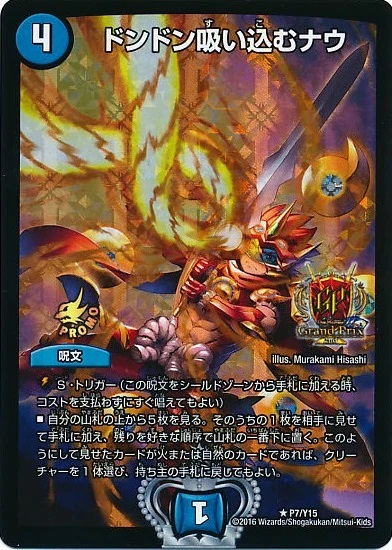 4
ドンドン吸い込むナウ
すこ
PROMO
GP
Grand Prix
illus. Murakami Hisashi
呪文
S・トリガー(この呪文をシールドゾーンから手札に加える時、
コストを支払わずにすぐ唱えてもよい)
■自分の山札の上から5枚を見る。そのうちの1枚を相手に見せ
て手札に加え、残りを好きな順序で山札の一番下に置く。このよ
うにして見せたカードが火または自然のカードであれば、クリー
チャーを1体選び、持ち主の手札に戻してもよい。
1
★P7/Y15
©2016 Wizards/Shogakukan/Mitsui-Kids